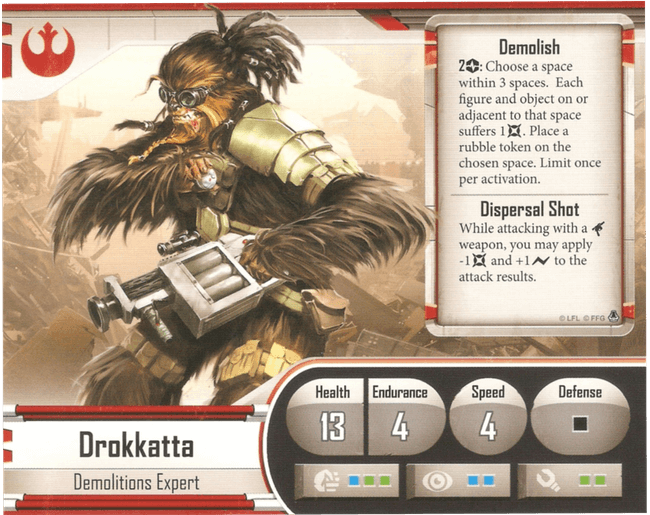 Demolish
2: Choose a space
within 3 spaces. Each
figure and object on or
adjacent to that space
suffers 1. Place a
rubble token on the
chosen space. Limit once
per activation.
Dispersal Shot
While attacking with a
weapon, you may apply
-1 and +1 to the
attack results.
© LFL © FFG
Health
Endurance
Speed
Defense
13
4
4
Drokkatta
Demolitions Expert